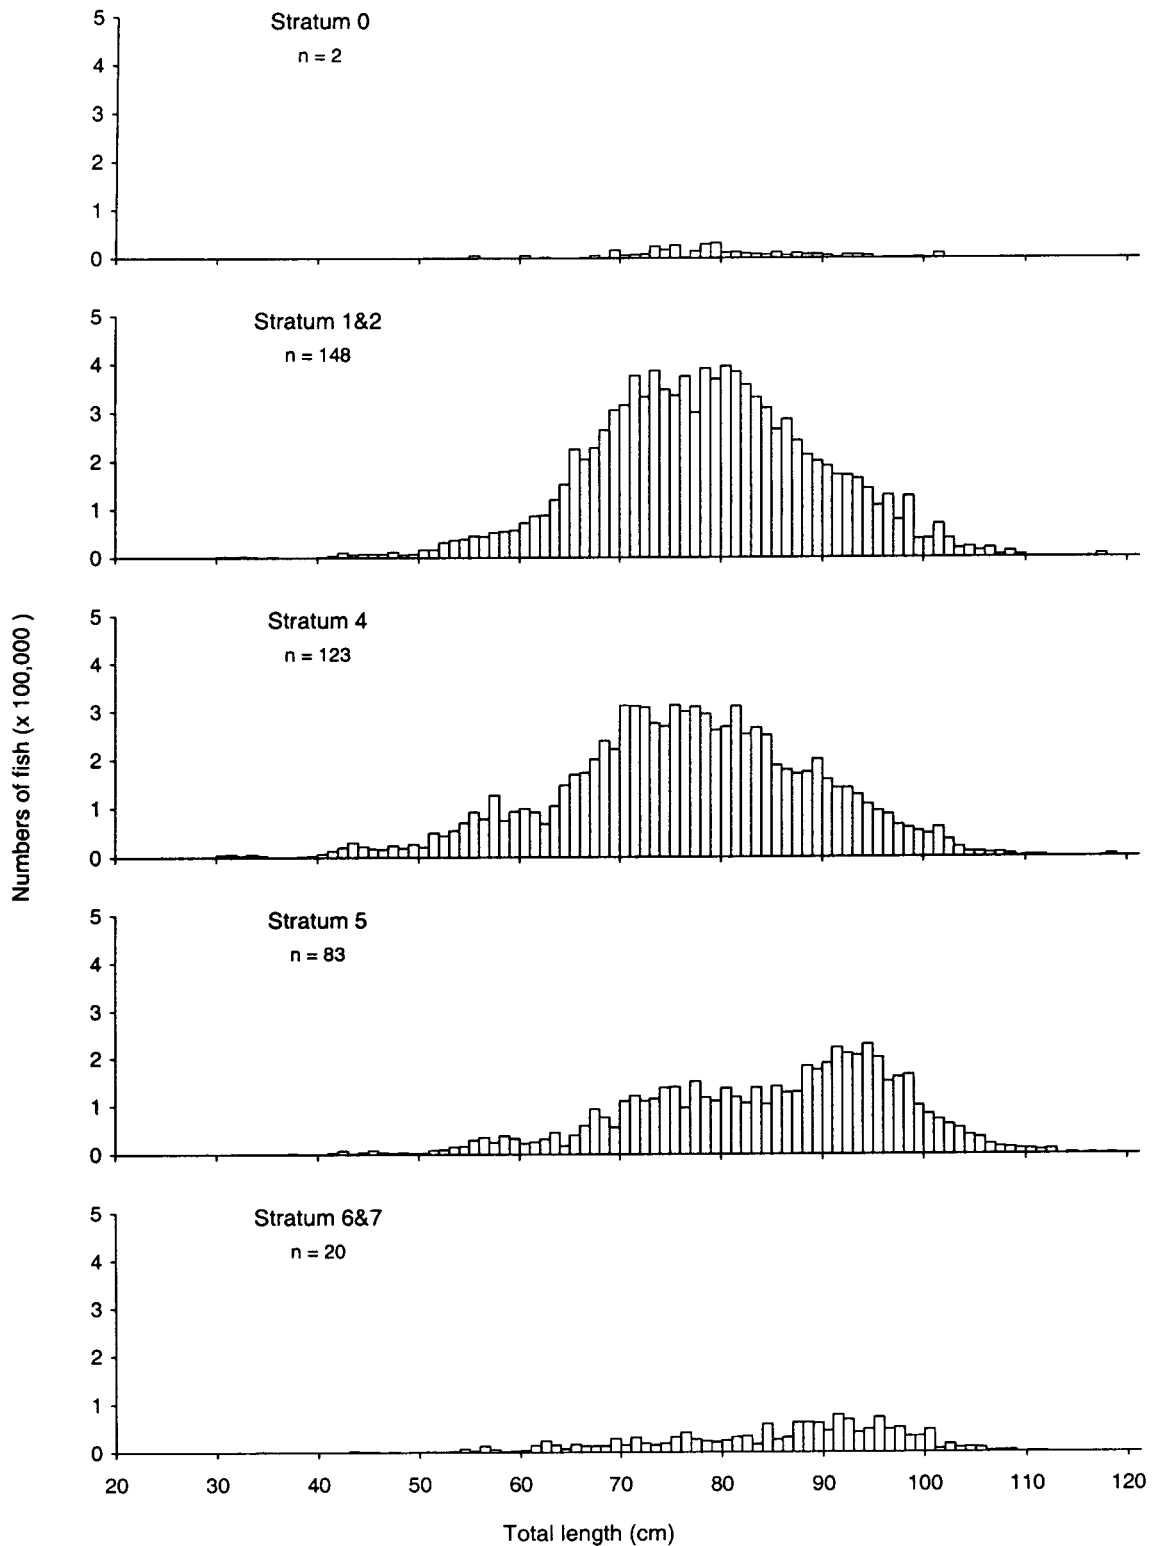 Stratum 0
n = 2
5
4
3
2
1
0
Stratum 1&2
n = 148
5
4
3
2
1
0
Stratum 4
n = 123
5
4
3
2
1
0
Numbers of fish (x 100,000 )
Stratum 5
n = 83
5
4
3
2
1
0
Stratum 6&7
n = 20
5
4
3
2
1
0
20 30 40 50 60 70 80 90 100 110 120
Total length (cm)